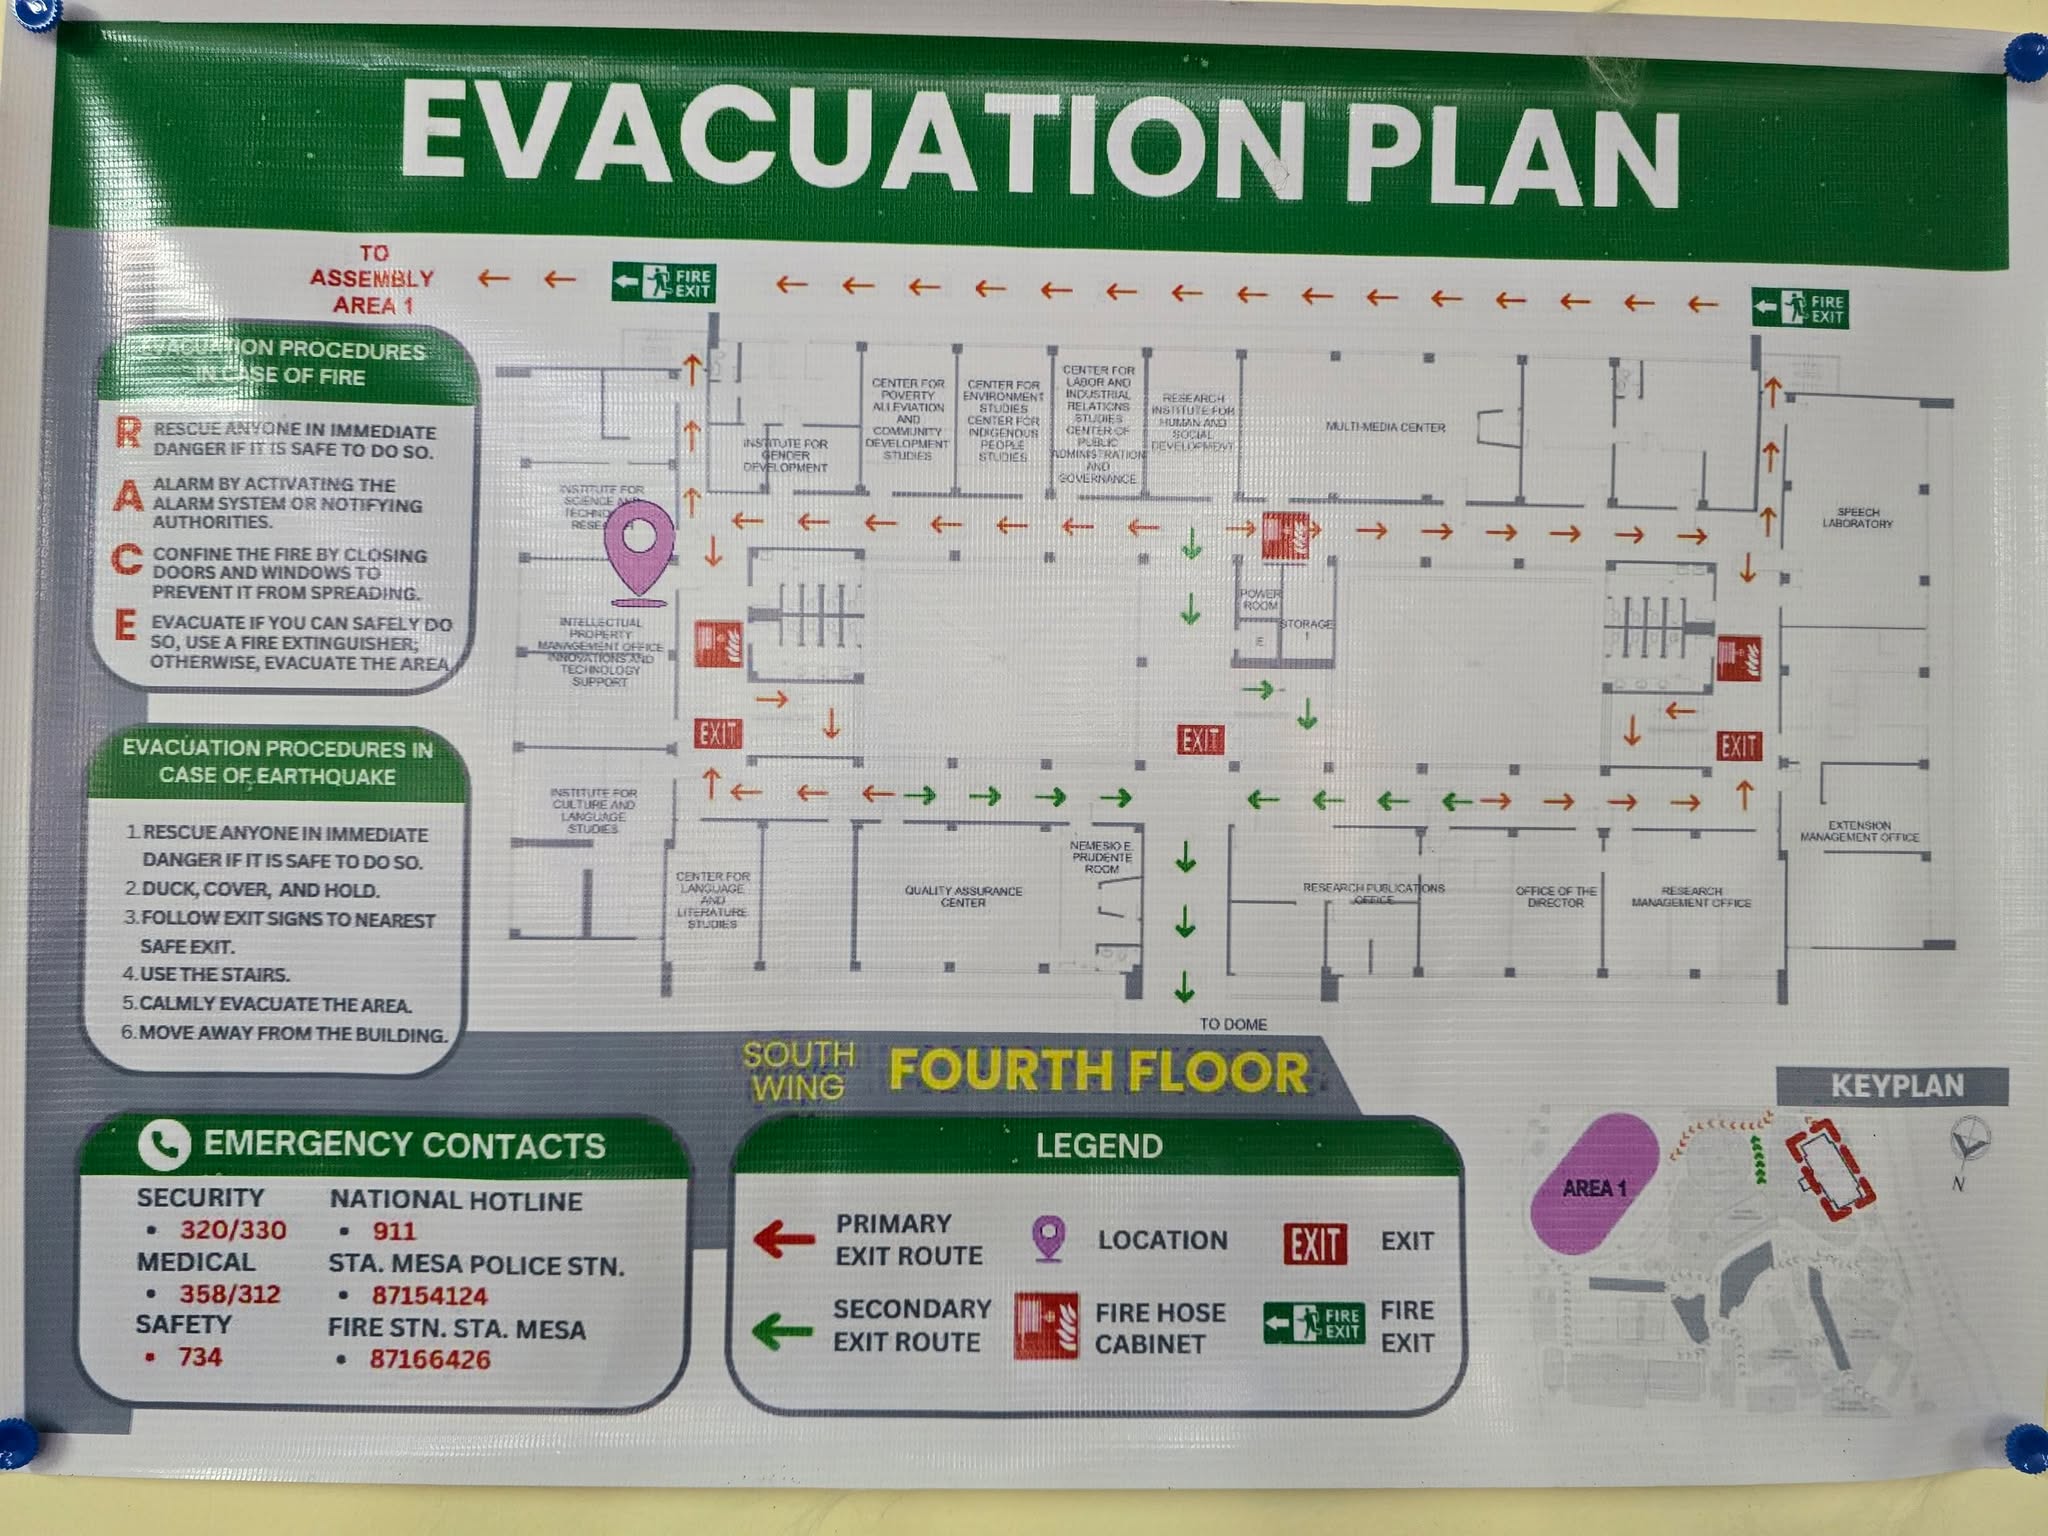 EVACUATION PLAN
TO
ASSEMBLY
AREA 1
FIRE
EXIT
FIRE
EXIT
EVACUATION PROCEDURES
IN CASE OF FIRE
R RESCUE ANYONE IN IMMEDIATE
DANGER IF IT IS SAFE TO DO SO.
A ALARM BY ACTIVATING THE
ALARM SYSTEM OR NOTIFYING
AUTHORITIES.
C CONFINE THE FIRE BY CLOSING
DOORS AND WINDOWS TO
PREVENT IT FROM SPREADING.
E EVACUATE IF YOU CAN SAFELY DO
SO, USE A FIRE EXTINGUISHER;
OTHERWISE, EVACUATE THE AREA
EVACUATION PROCEDURES IN
CASE OF EARTHQUAKE
1. RESCUE ANYONE IN IMMEDIATE
DANGER IF IT IS SAFE TO DO SO.
2. DUCK, COVER, AND HOLD.
3. FOLLOW EXIT SIGNS TO NEAREST
SAFE EXIT.
4. USE THE STAIRS.
5. CALMLY EVACUATE THE AREA.
6. MOVE AWAY FROM THE BUILDING.
INSTITUTE FOR
GENDER
DEVELOPMENT
CENTER FOR
POVERTY
ALLEVIATION
AND
COMMUNITY
DEVELOPMENT
STUDIES
CENTER FOR
ENVIRONMENT
STUDIES
CENTER FOR
INDIGENOUS
PEOPLE
STUDIES
CENTER FOR
LABOR AND
INDUSTRIAL
RELATIONS
STUDIES
CENTER OF
PUBLIC
ADMINISTRATION
AND
GOVERNANCE
RESEARCH
INSTITUTE FOR
HUMAN AND
SOCIAL
DEVELOPMENT
MULTI-MEDIA CENTER
SPEECH
LABORATORY
INSTITUTE FOR
SCIENCE AND
POWER
ROOM
E
STORAGE
1
INTELLECTUAL
PROPERTY
MANAGEMENT OFFICE
INNOVATIONS AND
TECHNOLOGY
SUPPORT
EXIT
EXIT
EXIT
INSTITUTE FOR
CULTURE AND
LANGUAGE
STUDIES
CENTER FOR
LANGUAGE
AND
LITERATURE
STUDIES
QUALITY ASSURANCE
CENTER
NEMESIO E.
PRUDENTE
ROOM
RESEARCH PUBLICATIONS
OFFICE
OFFICE OF THE
DIRECTOR
RESEARCH
MANAGEMENT OFFICE
EXTENSION
MANAGEMENT OFFICE
TO DOME
SOUTH
WING
FOURTH FLOOR
EMERGENCY CONTACTS
SECURITY
• 320/330
MEDICAL
• 358/312
SAFETY
• 734
NATIONAL HOTLINE
• 911
STA. MESA POLICE STN.
• 87154124
FIRE STN. STA. MESA
• 87166426
LEGEND
PRIMARY
EXIT ROUTE
SECONDARY
EXIT ROUTE
LOCATION
FIRE HOSE
CABINET
EXIT
EXIT
FIRE
EXIT
FIRE
EXIT
KEYPLAN
AREA 1
N